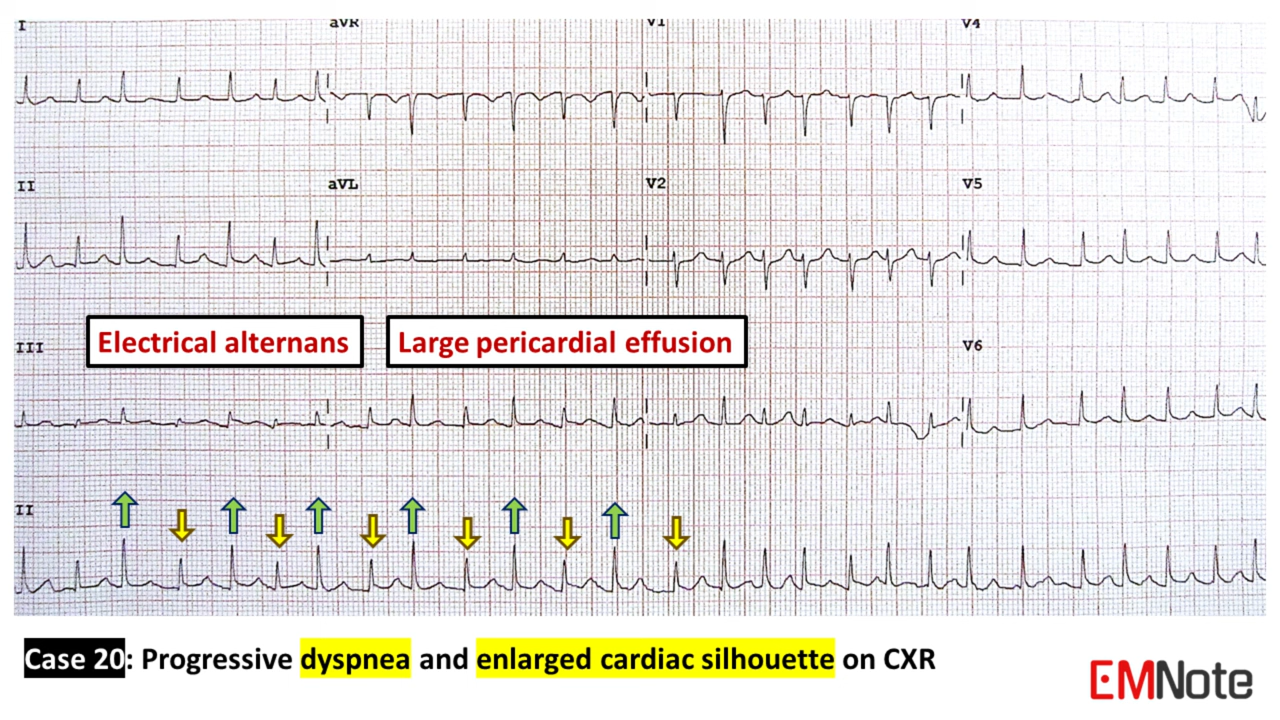 I aVR V1 V4
II aVL V2 V5
Electrical alternans Large pericardial effusion
III V6
II
Case 20: Progressive dyspnea and enlarged cardiac silhouette on CXR
EMNote